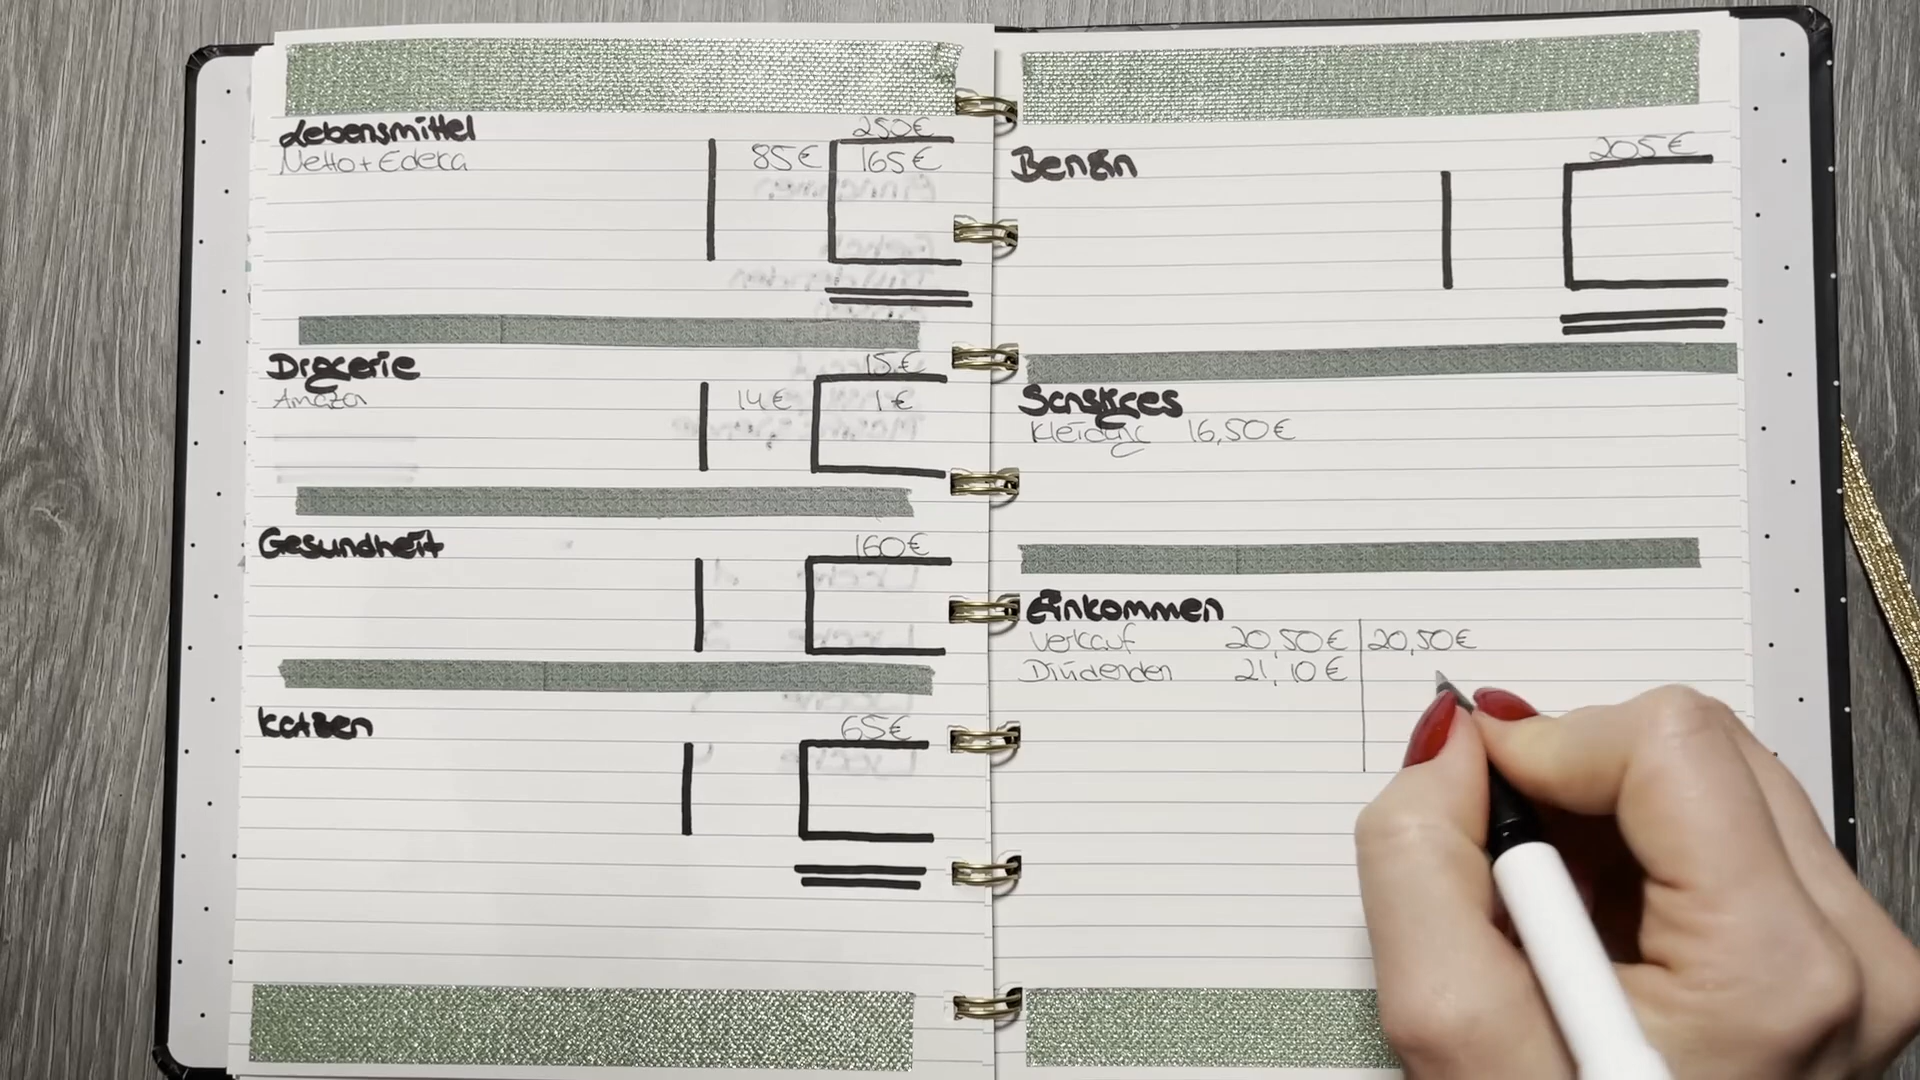 Lebensmittel 250€
Netto+Edeka 85€ 165€
Drogerie 15€
Amazon 14€ 1€
Gesundheit 160€
Katzen 65€
Benzin 205€
Sonstiges
Kleidung 16,50€
Einkommen
Verkauf 20,50€ 20,50€
Dividenden 21,10€